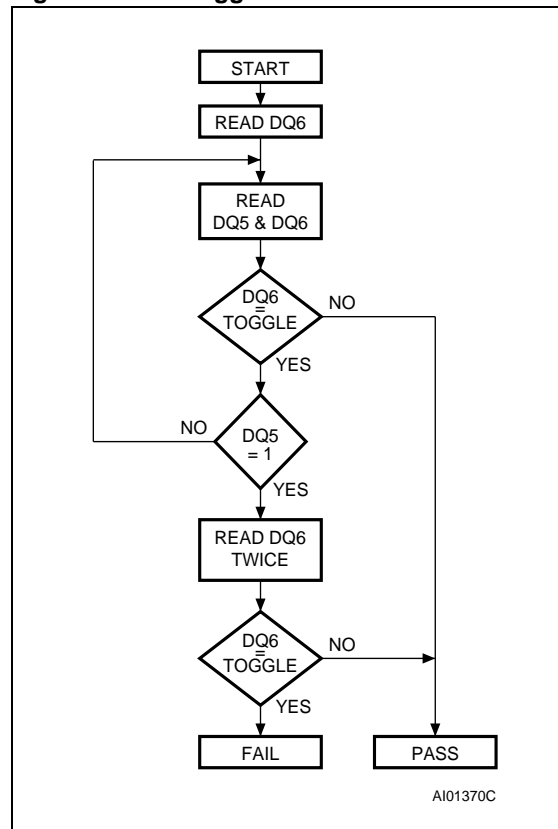 START
READ DQ6
READ
DQ5 & DQ6
DQ6
=
TOGGLE
NO
YES
NO
DQ5
= 1
YES
READ DQ6
TWICE
DQ6
=
TOGGLE
NO
YES
FAIL
PASS
AI01370C